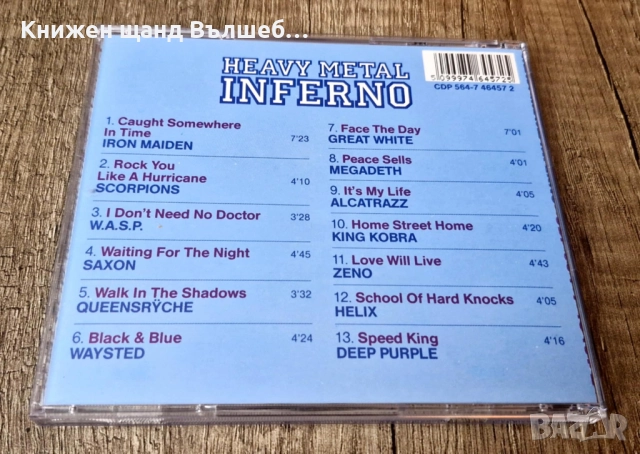 Книжен щанд Вълшеб...
HEAVY METAL
INFERNO
5 099974 645725
CDP 564-7 46457 2
1. Caught Somewhere
In Time
IRON MAIDEN 7'23
2. Rock You
Like A Hurricane
SCORPIONS 4'10
3. I Don't Need No Doctor
W.A.S.P. 3'28
4. Waiting For The Night
SAXON 4'45
5. Walk In The Shadows
QUEENSRŸCHE 3'32
6. Black & Blue
WAYSTED 4'24
7. Face The Day
GREAT WHITE 7'01
8. Peace Sells
MEGADETH 4'01
9. It's My Life
ALCATRAZZ 4'05
10. Home Street Home
KING KOBRA 4'20
11. Love Will Live
ZENO 4'43
12. School Of Hard Knocks
HELIX 4'05
13. Speed King
DEEP PURPLE 4'16
BAZAR